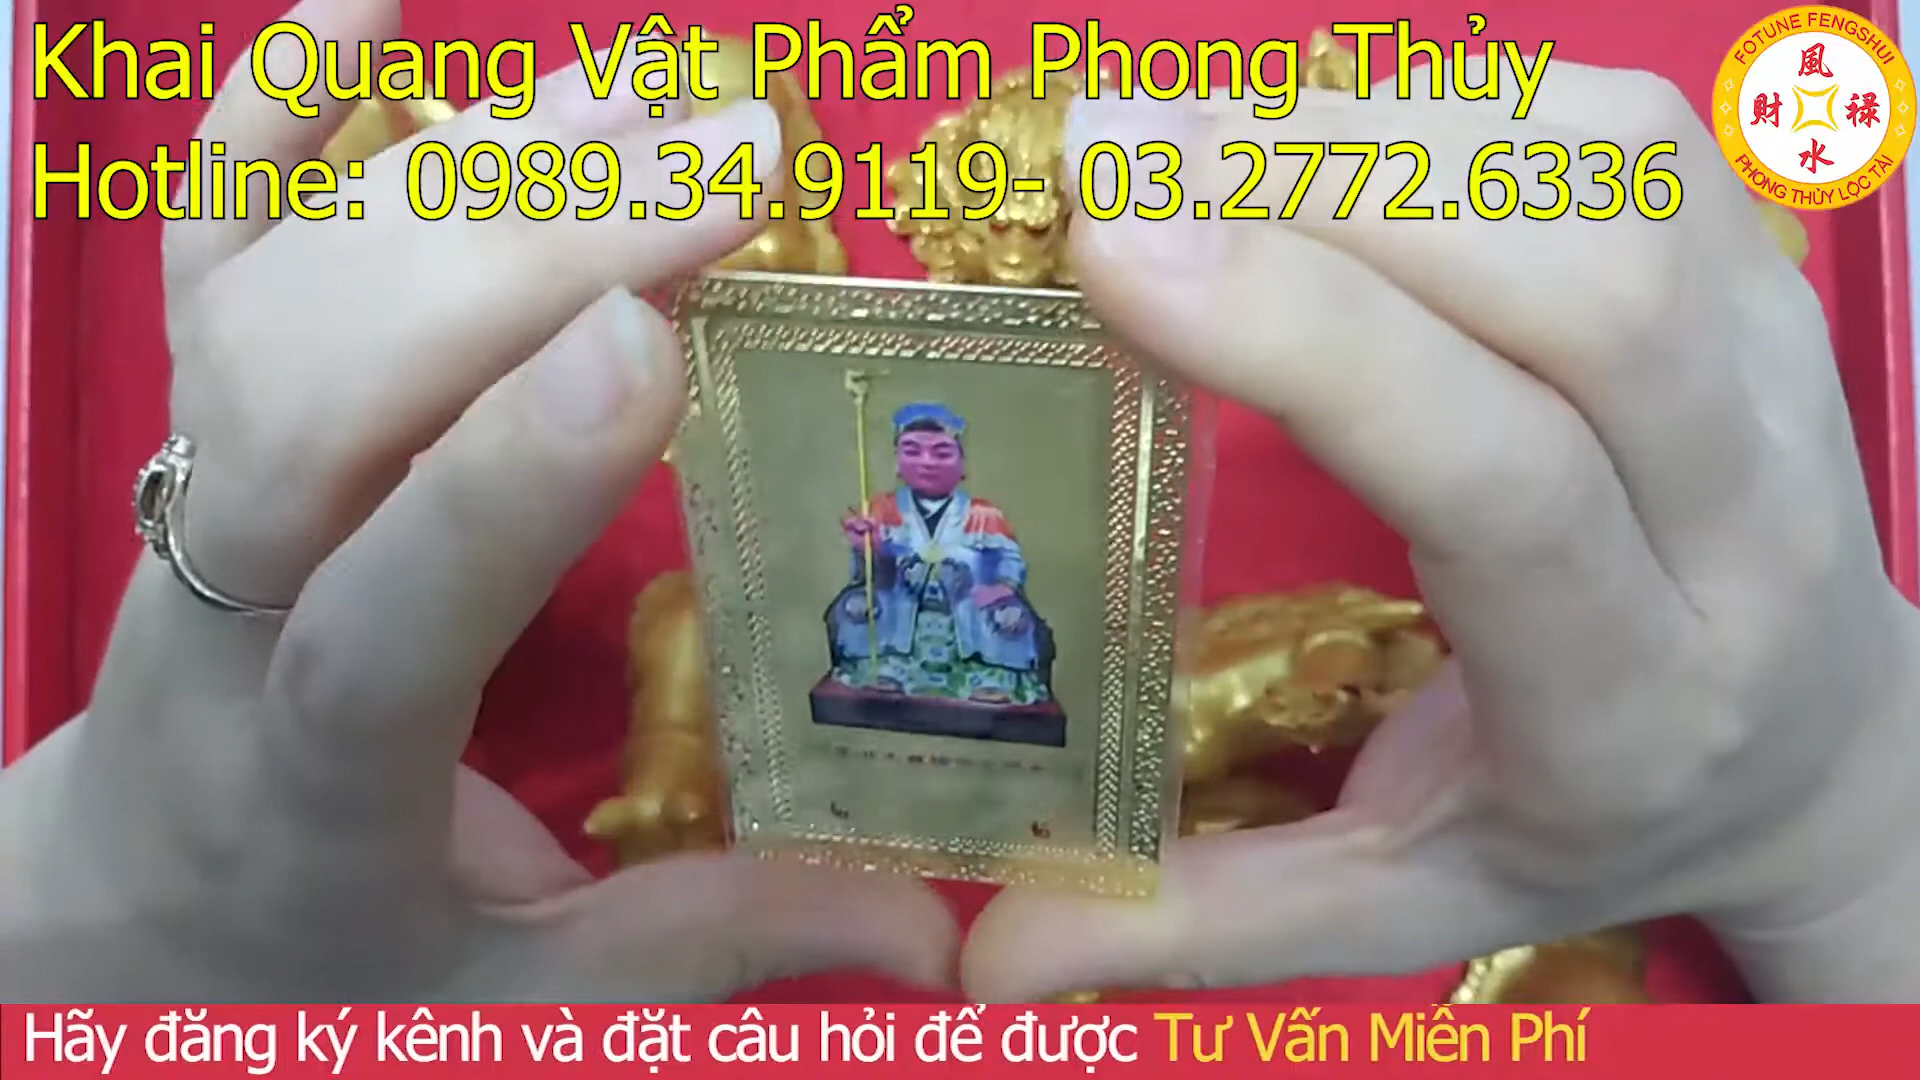 Khai Quang Vật Phẩm Phong Thủy
Hotline: 0989.34.9119- 03.2772.6336
FOTUNE FENGSHUI
風
財 禄
水
PHONG THỦY LỘC TÀI
Hãy đăng ký kênh và đặt câu hỏi để được Tư Vấn Miễn Phí